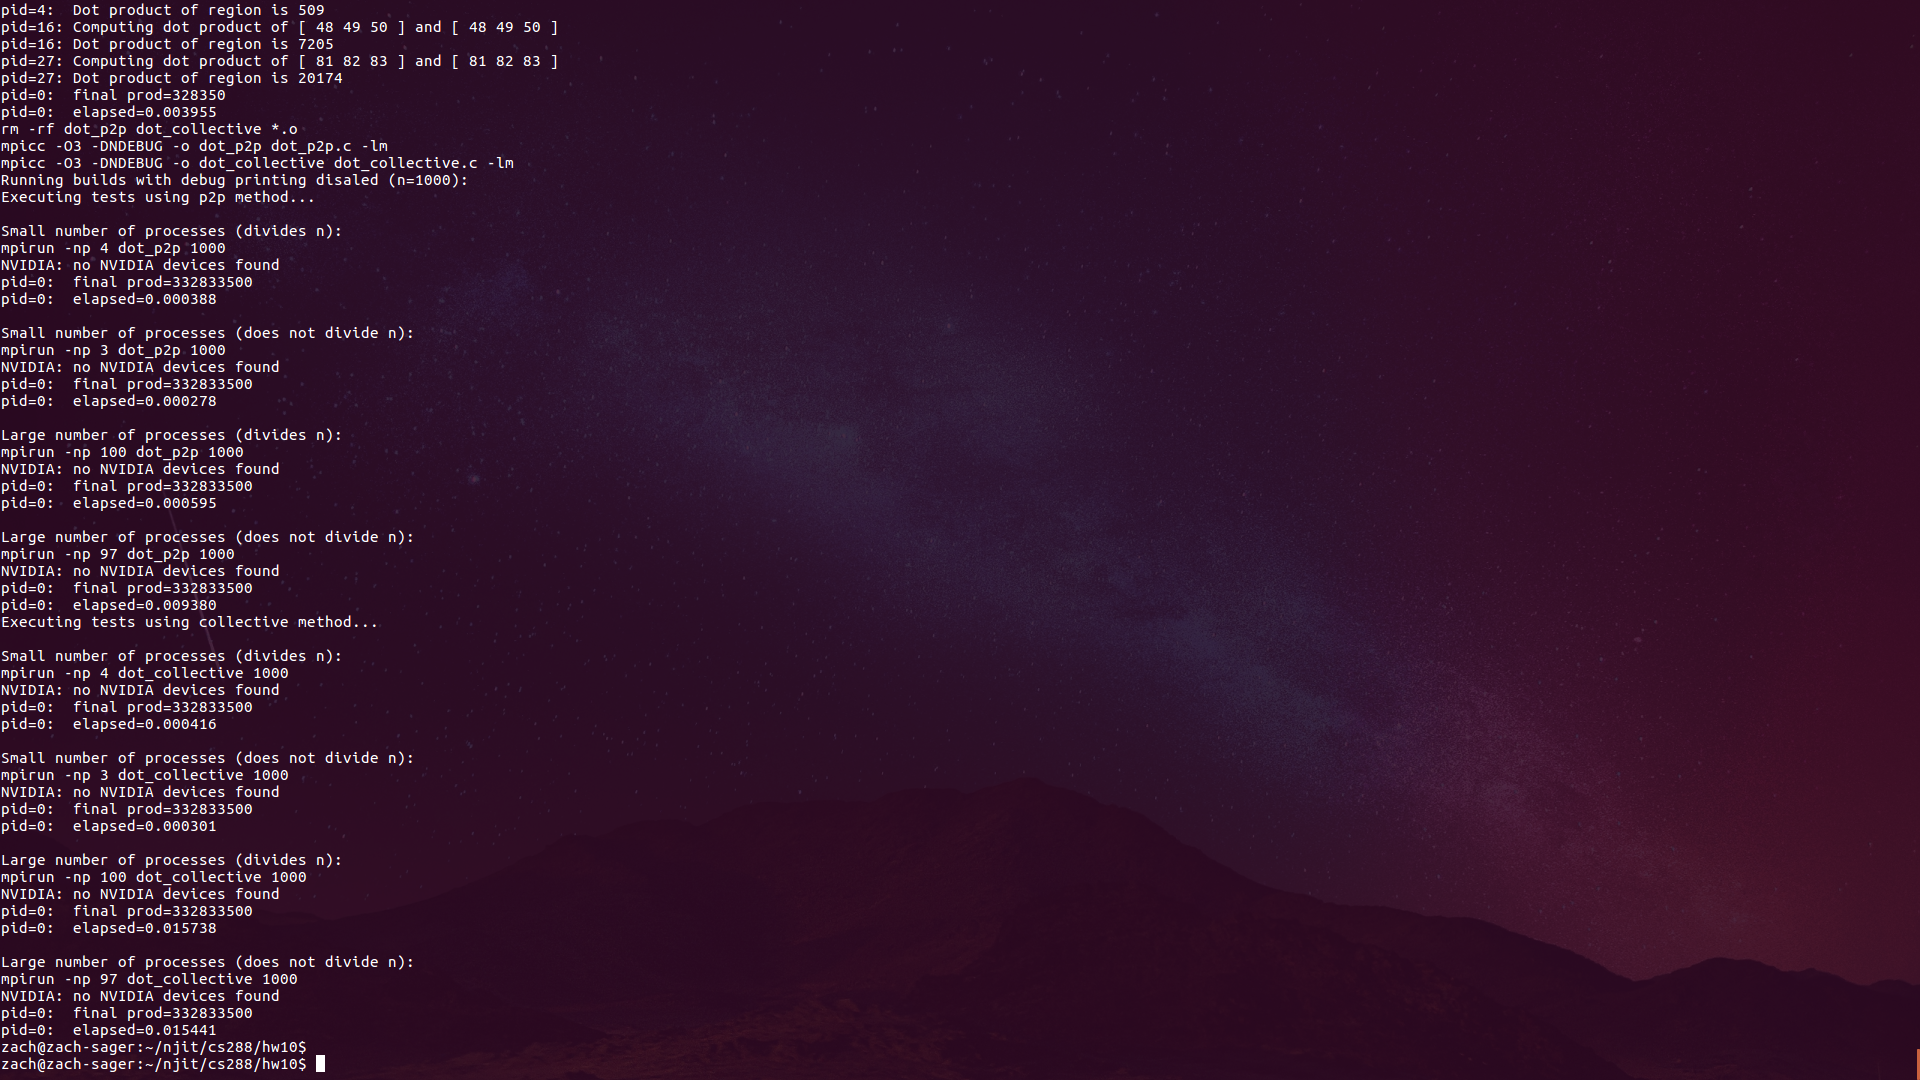 pid=4:  Dot product of region is 509
pid=16: Computing dot product of [ 48 49 50 ] and [ 48 49 50 ]
pid=16: Dot product of region is 7205
pid=27: Computing dot product of [ 81 82 83 ] and [ 81 82 83 ]
pid=27: Dot product of region is 20174
pid=0:  final prod=328350
pid=0:  elapsed=0.003955
rm -rf dot_p2p dot_collective *.o
mpicc -O3 -DNDEBUG -o dot_p2p dot_p2p.c -lm
mpicc -O3 -DNDEBUG -o dot_collective dot_collective.c -lm
Running builds with debug printing disaled (n=1000):
Executing tests using p2p method...

Small number of processes (divides n):
mpirun -np 4 dot_p2p 1000
NVIDIA: no NVIDIA devices found
pid=0:  final prod=332833500
pid=0:  elapsed=0.000388

Small number of processes (does not divide n):
mpirun -np 3 dot_p2p 1000
NVIDIA: no NVIDIA devices found
pid=0:  final prod=332833500
pid=0:  elapsed=0.000278

Large number of processes (divides n):
mpirun -np 100 dot_p2p 1000
NVIDIA: no NVIDIA devices found
pid=0:  final prod=332833500
pid=0:  elapsed=0.000595

Large number of processes (does not divide n):
mpirun -np 97 dot_p2p 1000
NVIDIA: no NVIDIA devices found
pid=0:  final prod=332833500
pid=0:  elapsed=0.009380
Executing tests using collective method...

Small number of processes (divides n):
mpirun -np 4 dot_collective 1000
NVIDIA: no NVIDIA devices found
pid=0:  final prod=332833500
pid=0:  elapsed=0.000416

Small number of processes (does not divide n):
mpirun -np 3 dot_collective 1000
NVIDIA: no NVIDIA devices found
pid=0:  final prod=332833500
pid=0:  elapsed=0.000301

Large number of processes (divides n):
mpirun -np 100 dot_collective 1000
NVIDIA: no NVIDIA devices found
pid=0:  final prod=332833500
pid=0:  elapsed=0.015738

Large number of processes (does not divide n):
mpirun -np 97 dot_collective 1000
NVIDIA: no NVIDIA devices found
pid=0:  final prod=332833500
pid=0:  elapsed=0.015441
zach@zach-sager:~/njit/cs288/hw10$
zach@zach-sager:~/njit/cs288/hw10$